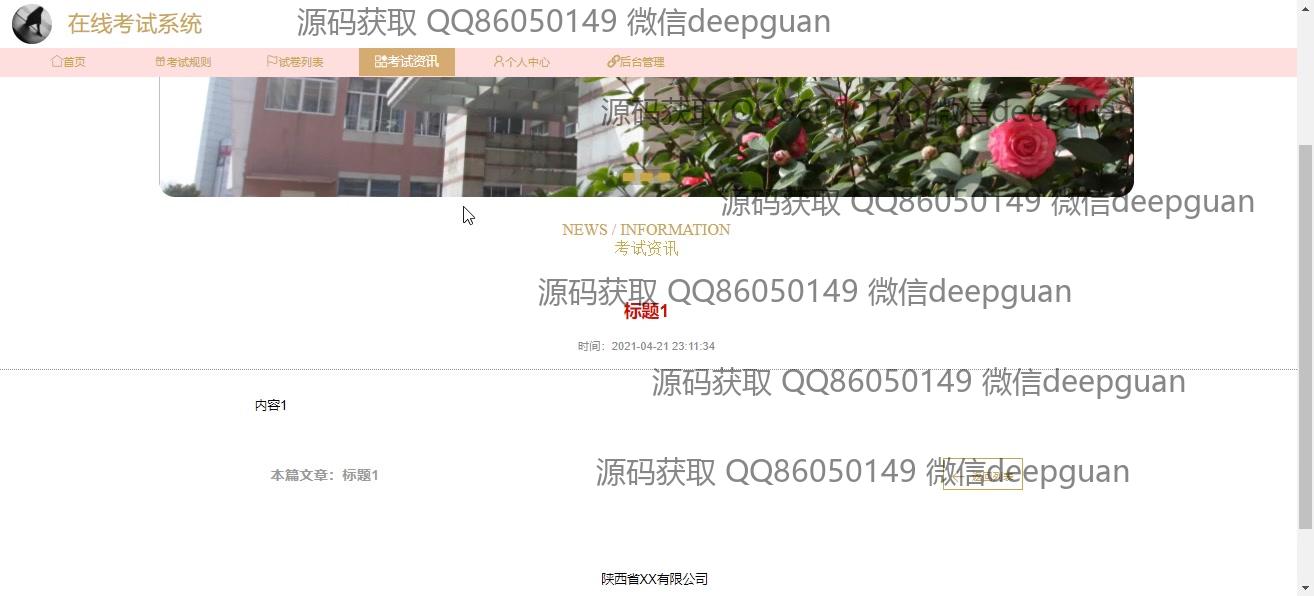 在线考试系统
源码获取 QQ86050149 微信deepguan
首页 考试规则 试卷列表 考试资讯 个人中心 后台管理
源码获取 QQ86050149 微信deepguan
源码获取 QQ86050149 微信deepguan
NEWS / INFORMATION
考试资讯
源码获取 QQ86050149 微信deepguan
标题1
时间：2021-04-21 23:11:34
源码获取 QQ86050149 微信deepguan
内容1
本篇文章：标题1
源码获取 QQ86050149 微信deepguan
返回列表
陕西省XX有限公司